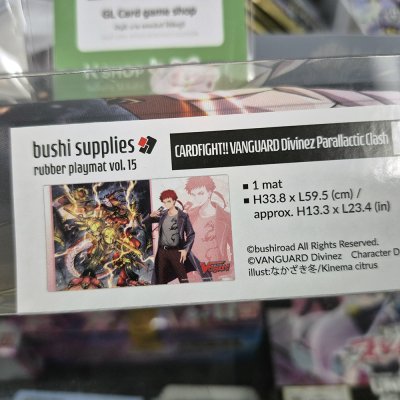 GL Card game shop
bushi supplies
rubber playmat vol. 15
CARDFIGHT!! VANGUARD Divinez Parallactic Clash
■ 1 mat
■ H33.8 x L59.5 (cm) /
approx. H13.3 x L23.4 (in)
©bushiroad All Rights Reserved.
©VANGUARD Divinez Character D
illust:なかざき冬/Kinema citrus
VANGUARD